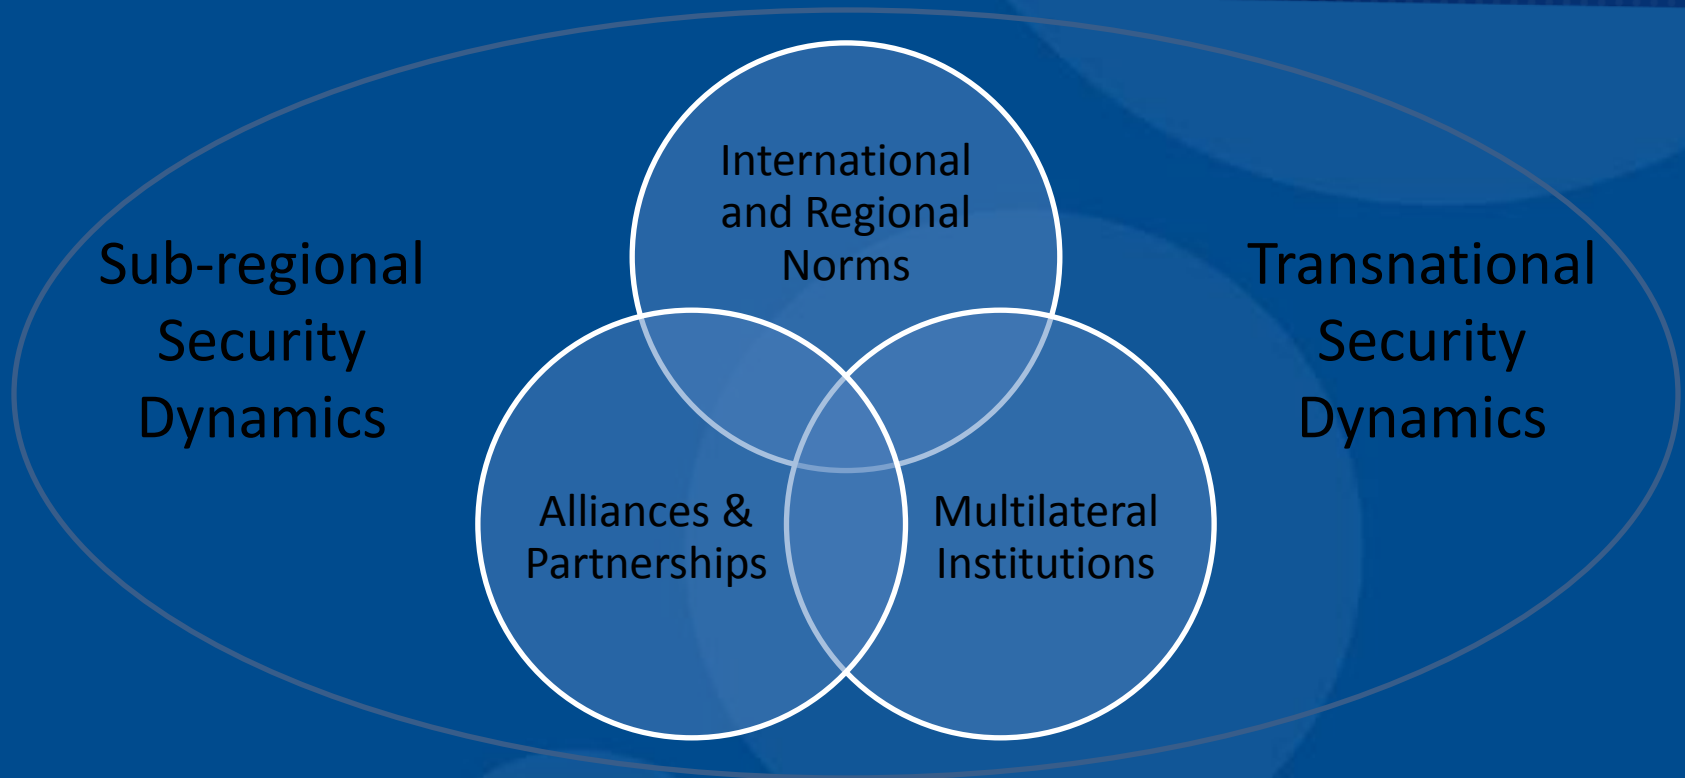 International
and Regional
Norms
Sub-regional
Security
Dynamics
Transnational
Security
Dynamics
Alliances &
Partnerships
Multilateral
Institutions